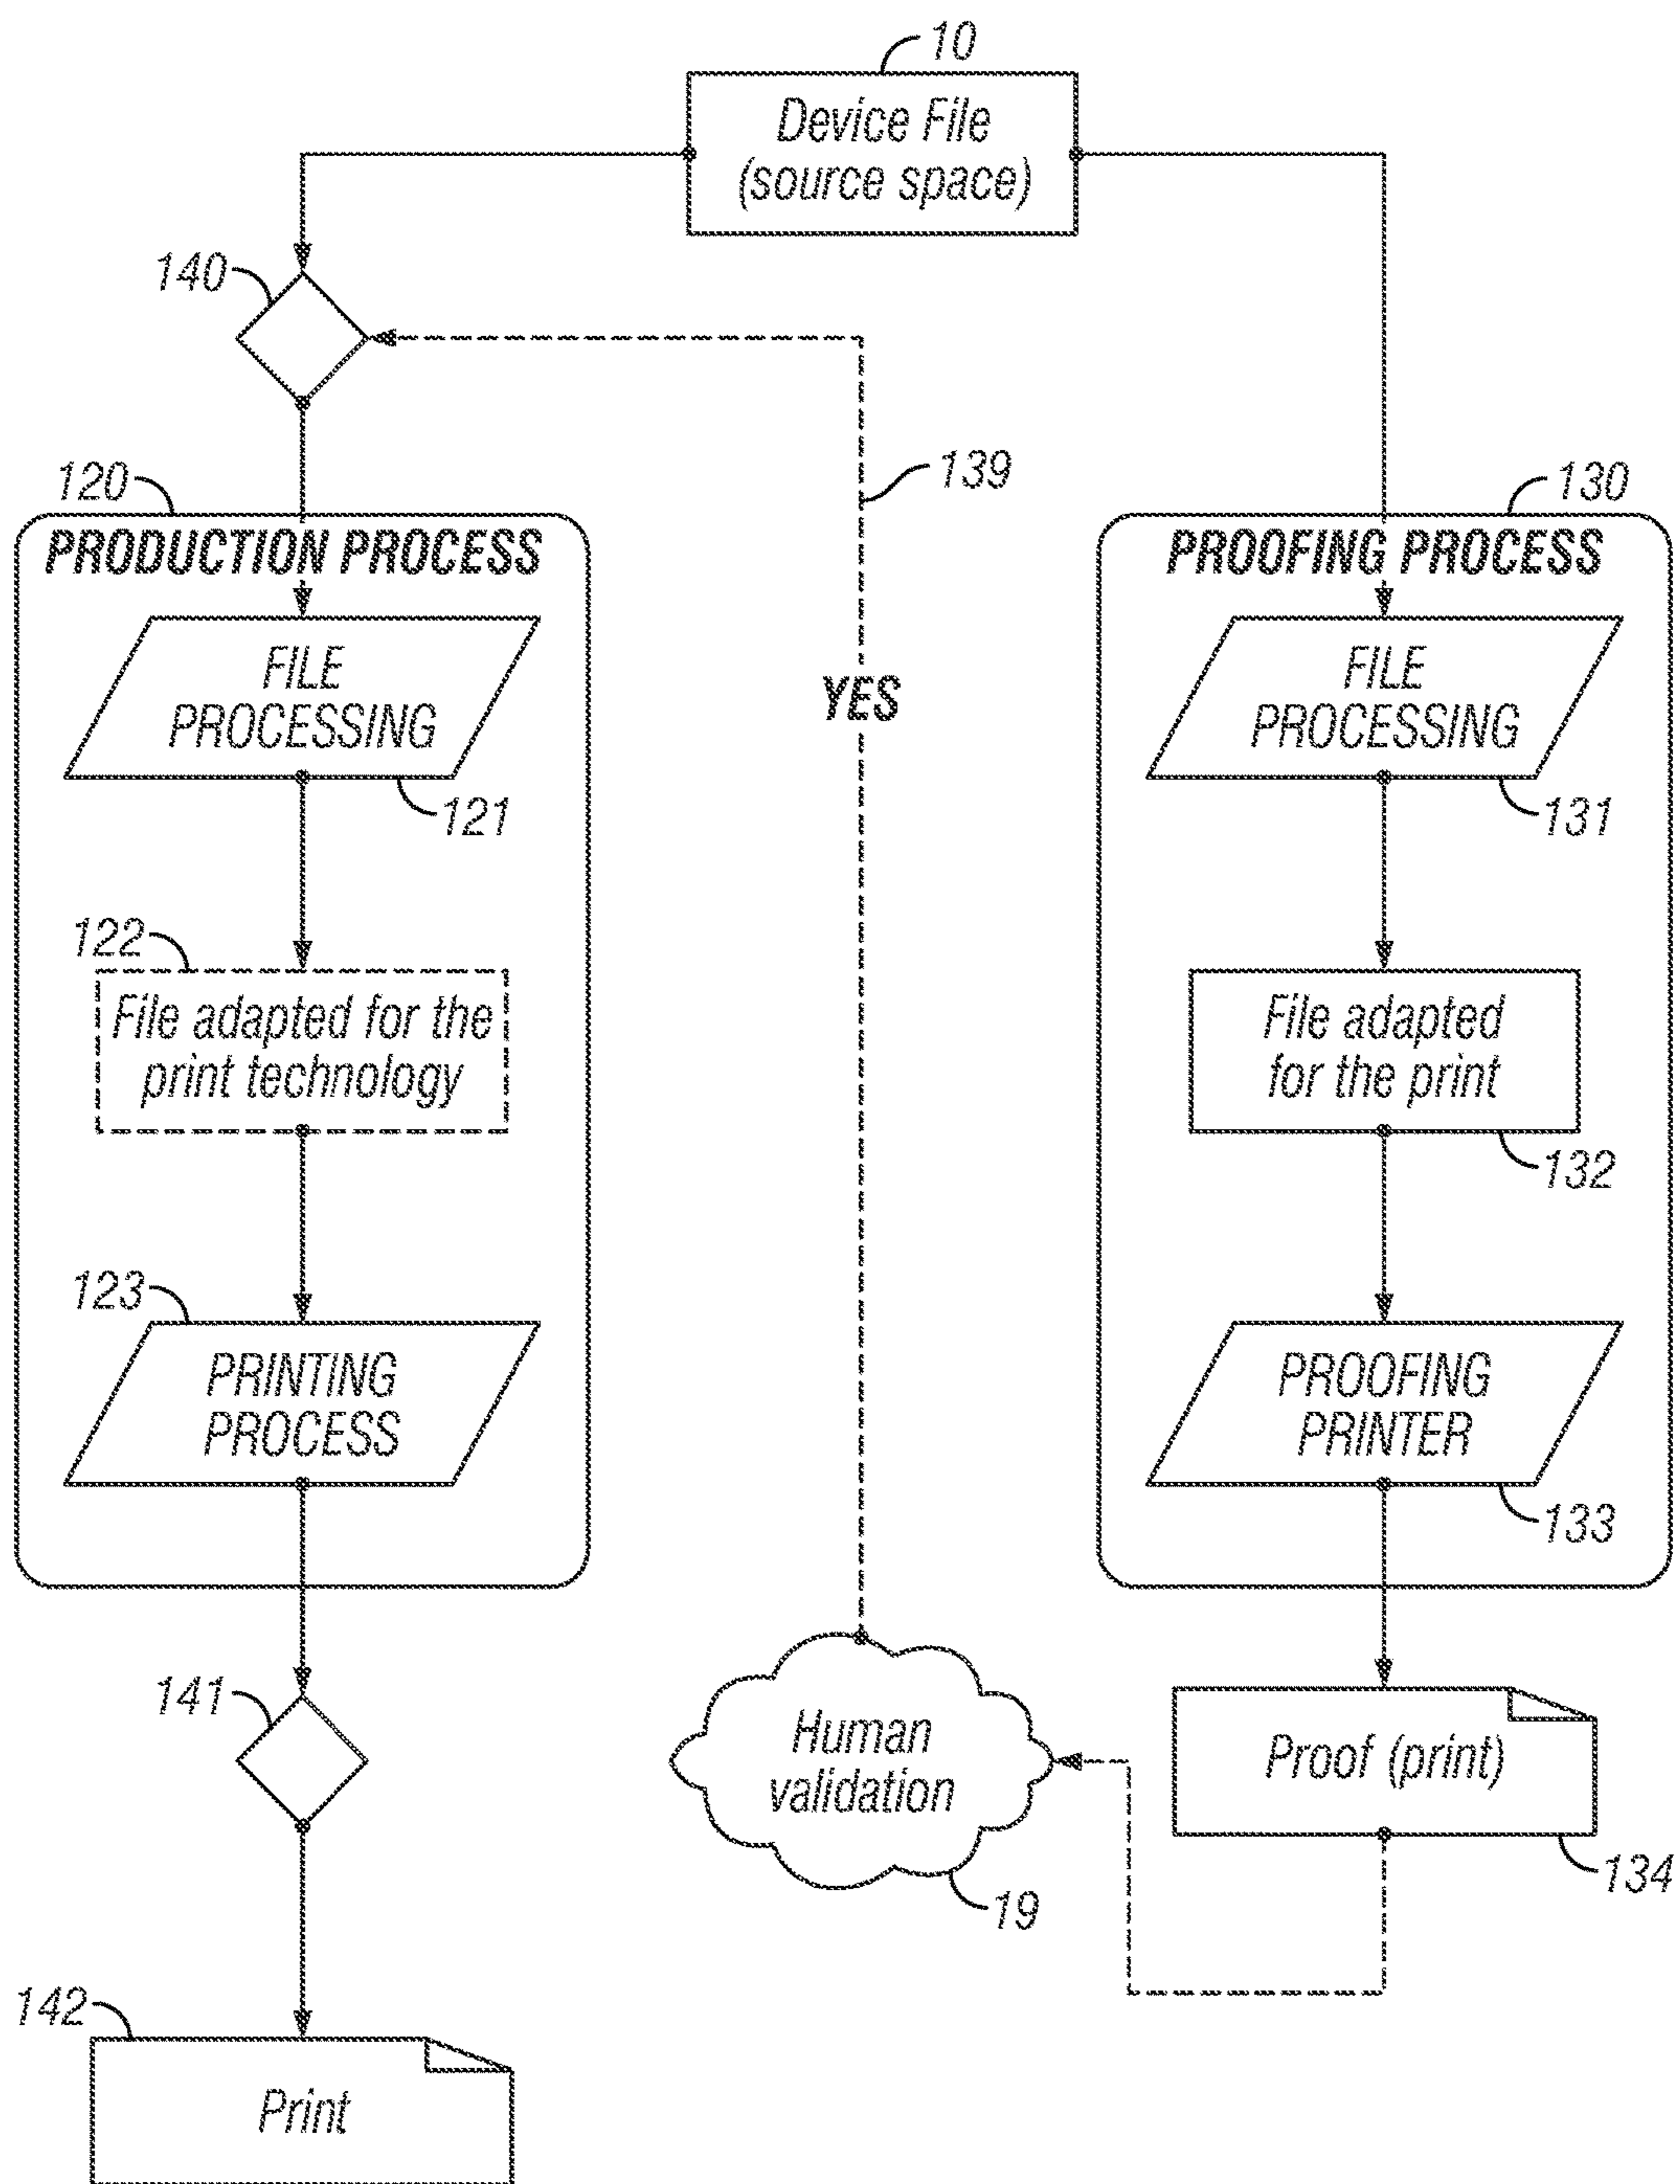 10
Device File
(source space)
140
139
120
PRODUCTION PROCESS
FILE
PROCESSING
121
122
File adapted for the
print technology
123
PRINTING
PROCESS
141
142
Print
YES
Human
validation
19
130
PROOFING PROCESS
FILE
PROCESSING
131
File adapted
for the print
132
PROOFING
PRINTER
133
Proof (print)
134